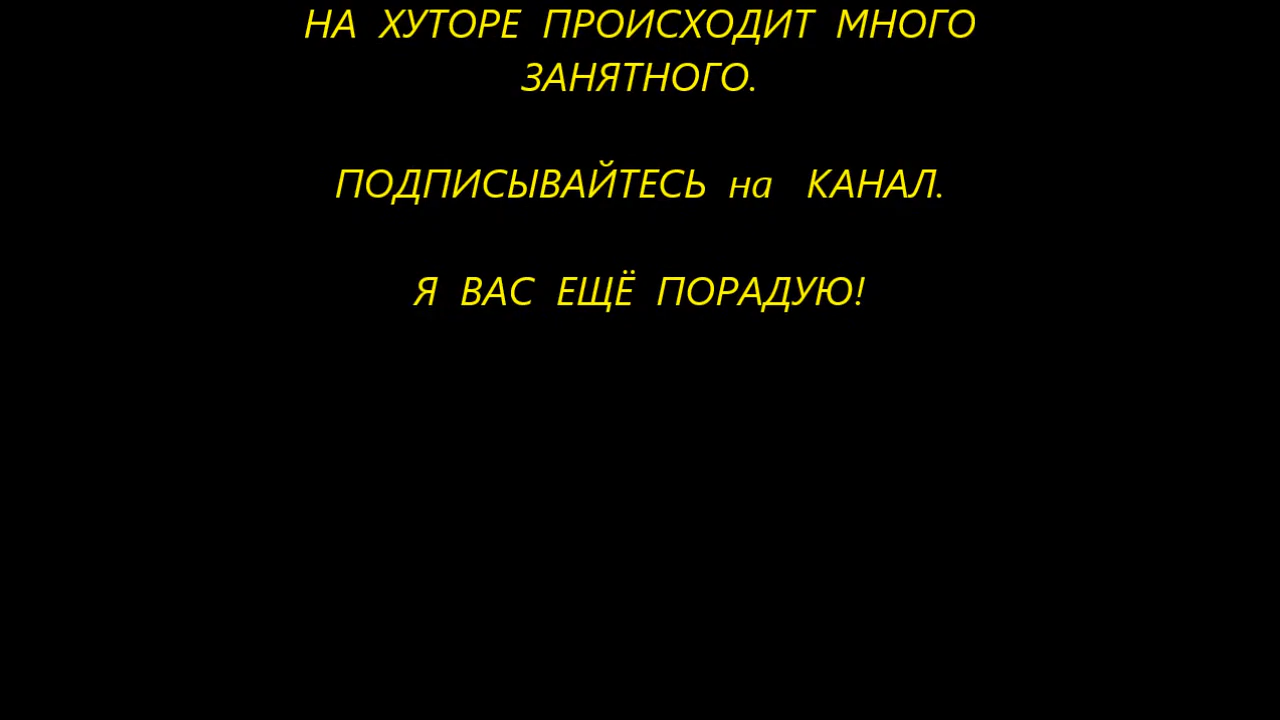 НА ХУТОРЕ ПРОИСХОДИТ МНОГО
ЗАНЯТНОГО.
ПОДПИСЫВАЙТЕСЬ на КАНАЛ.
Я ВАС ЕЩЁ ПОРАДУЮ!